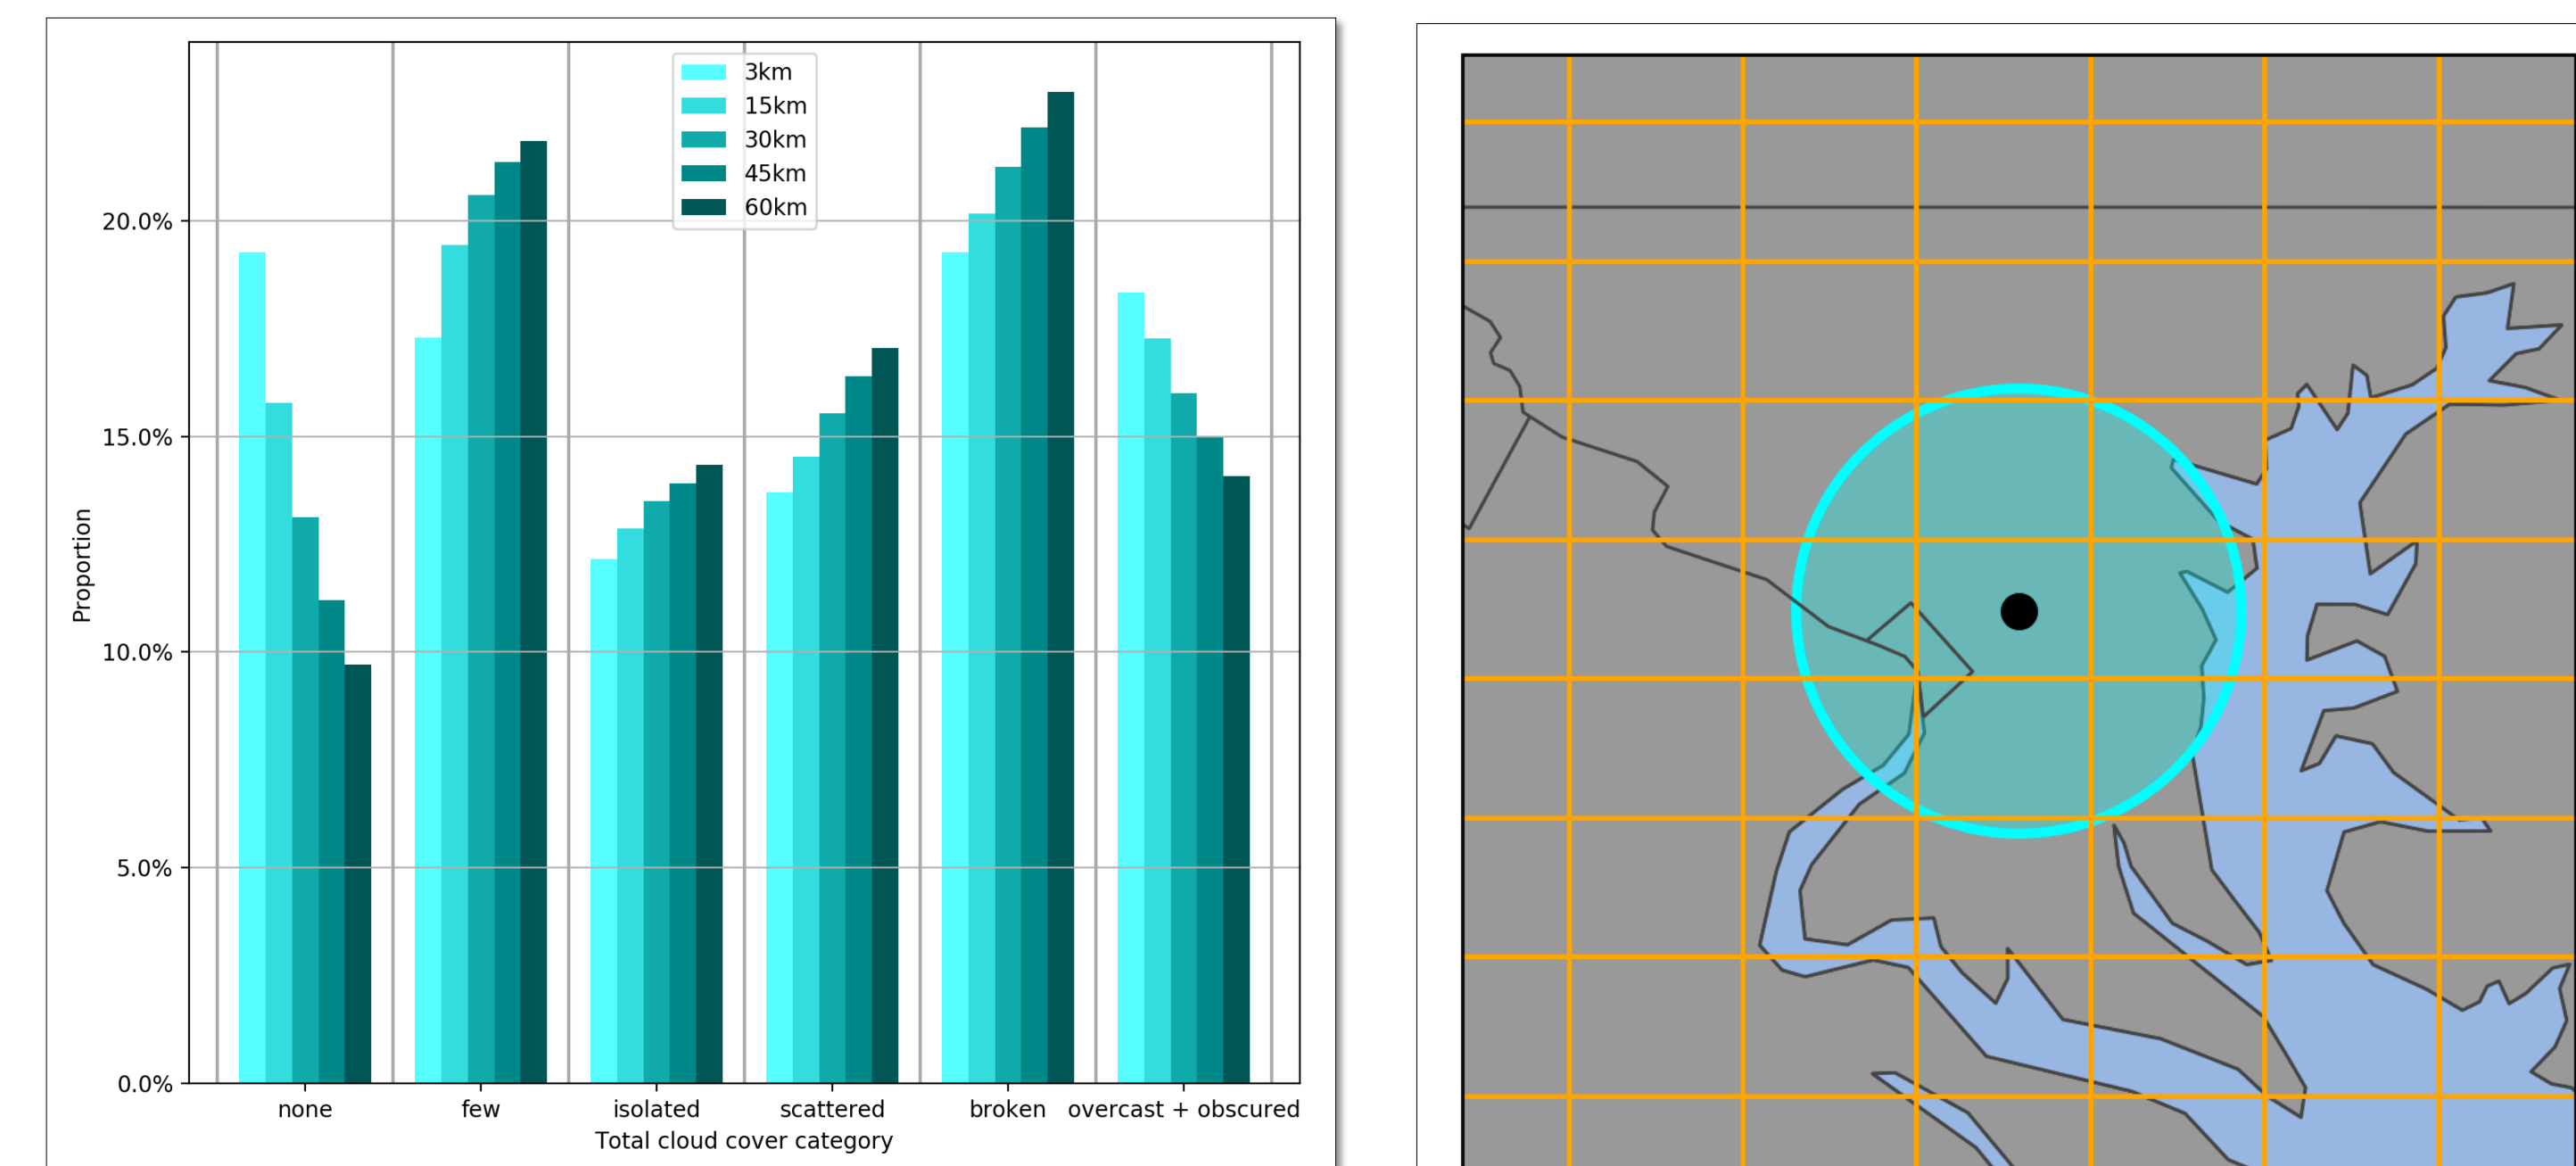 3km
15km
30km
45km
60km
20.0%
15.0%
10.0%
5.0%
0.0%
Proportion
none few isolated scattered broken overcast + obscured
Total cloud cover category